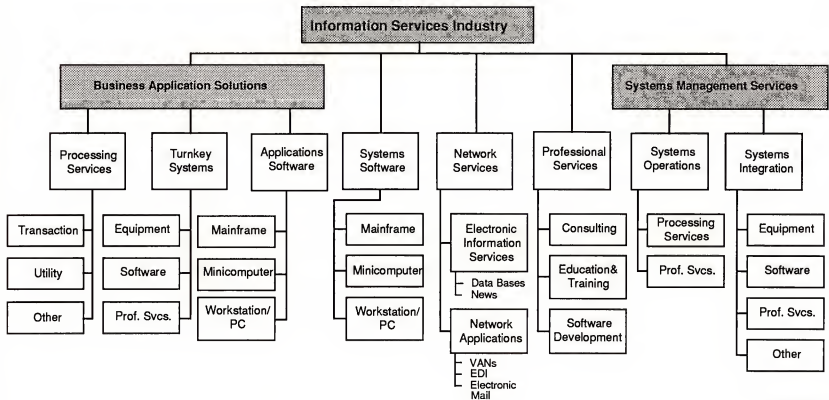 Information Services Industry
Business Application Solutions
Systems Management Services
Processing
Services
Turnkey
Systems
Applications
Software
Systems
Software
Network
Services
Professional
Services
Systems
Operations
Systems
Integration
Transaction
Utility
Other
Equipment
Software
Prof. Svcs.
Mainframe
Minicomputer
Workstation/
PC
Mainframe
Minicomputer
Workstation/
PC
Electronic
Information
Services
Data Bases
News
Network
Applications
VANs
EDI
Electronic
Mail
Consulting
Education&
Training
Software
Development
Processing
Services
Prof. Svcs.
Equipment
Software
Prof. Svcs.
Other